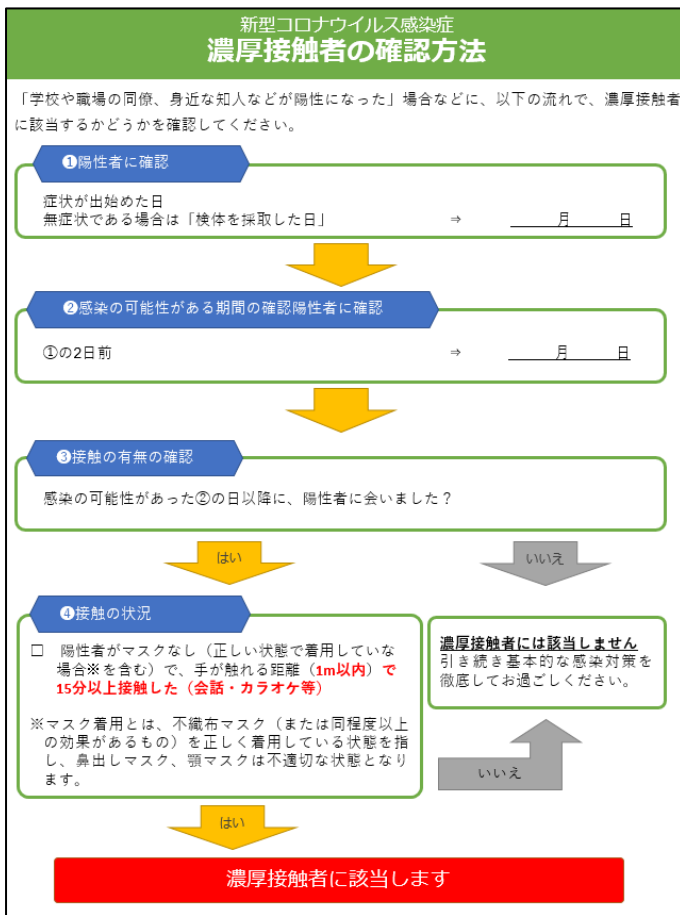 新型コロナウイルス感染症
濃厚接触者の確認方法
「学校や職場の同僚、身近な知人などが陽性になった」場合などに、以下の流れで、濃厚接触者
に該当するかどうかを確認してください。
❶陽性者に確認
症状が出始めた日
無症状である場合は「検体を採取した日」 ⇒ 月 日
❷感染の可能性がある期間の確認陽性者に確認
①の2日前 ⇒ 月 日
❸接触の有無の確認
感染の可能性があった②の日以降に、陽性者に会いました？
はい
いいえ
❹接触の状況
□ 陽性者がマスクなし（正しい状態で着用していな
場合※を含む）で、手が触れる距離（1m以内）で
15分以上接触した（会話・カラオケ等）
※マスク着用とは、不織布マスク（または同程度以上
の効果があるもの）を正しく着用している状態を指
し、鼻出しマスク、顎マスクは不適切な状態となり
ます。
濃厚接触者には該当しません
引き続き基本的な感染対策を
徹底してお過ごしください。
いいえ
はい
濃厚接触者に該当します